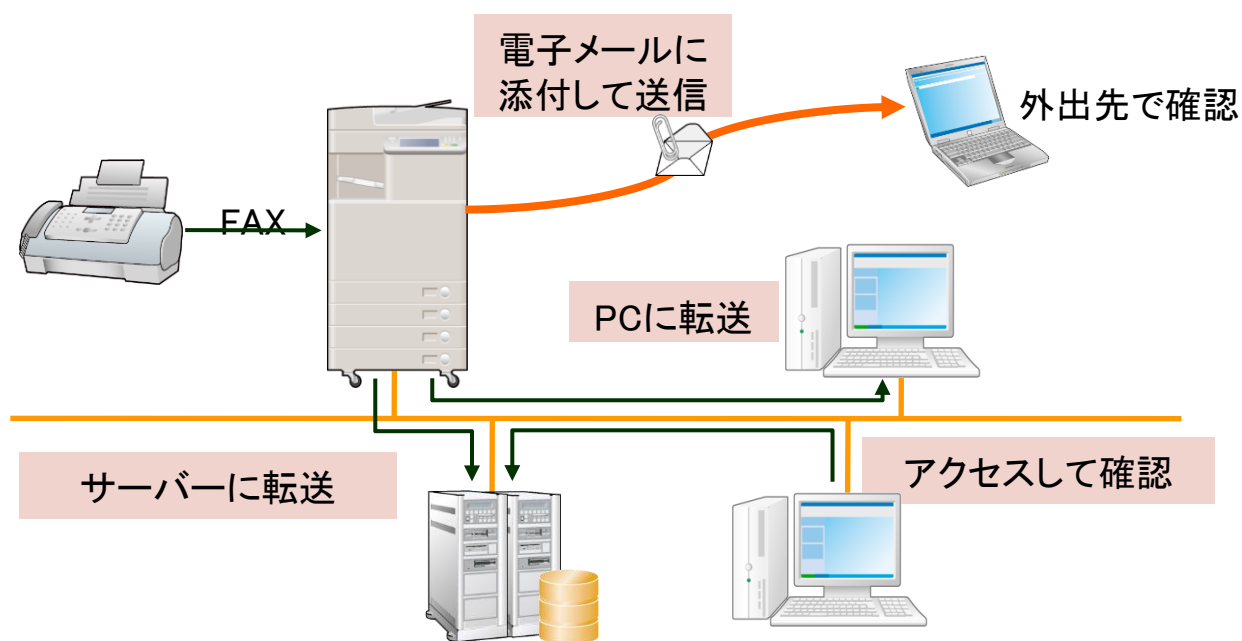 電子メールに
添付して送信
外出先で確認
FAX
PCに転送
サーバーに転送
アクセスして確認